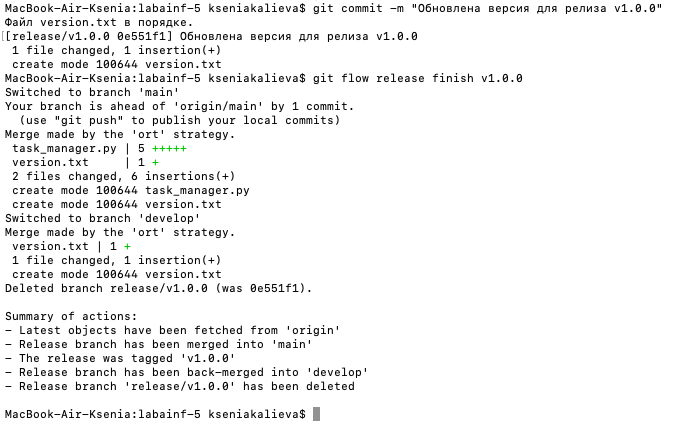 MacBook-Air-Ksenia:labainf-5 kseniakalieva$ git commit -m "Обновлена версия для релиза v1.0.0"
Файл version.txt в порядке.
[[release/v1.0.0 0e551f1] Обновлена версия для релиза v1.0.0
 1 file changed, 1 insertion(+)
 create mode 100644 version.txt
MacBook-Air-Ksenia:labainf-5 kseniakalieva$ git flow release finish v1.0.0
Switched to branch 'main'
Your branch is ahead of 'origin/main' by 1 commit.
  (use "git push" to publish your local commits)
Merge made by the 'ort' strategy.
 task_manager.py | 5 +++++
 version.txt     | 1 +
 2 files changed, 6 insertions(+)
 create mode 100644 task_manager.py
 create mode 100644 version.txt
Switched to branch 'develop'
Merge made by the 'ort' strategy.
 version.txt | 1 +
 1 file changed, 1 insertion(+)
 create mode 100644 version.txt
Deleted branch release/v1.0.0 (was 0e551f1).
Summary of actions:
- Latest objects have been fetched from 'origin'
- Release branch has been merged into 'main'
- The release was tagged 'v1.0.0'
- Release branch has been back-merged into 'develop'
- Release branch 'release/v1.0.0' has been deleted
MacBook-Air-Ksenia:labainf-5 kseniakalieva$